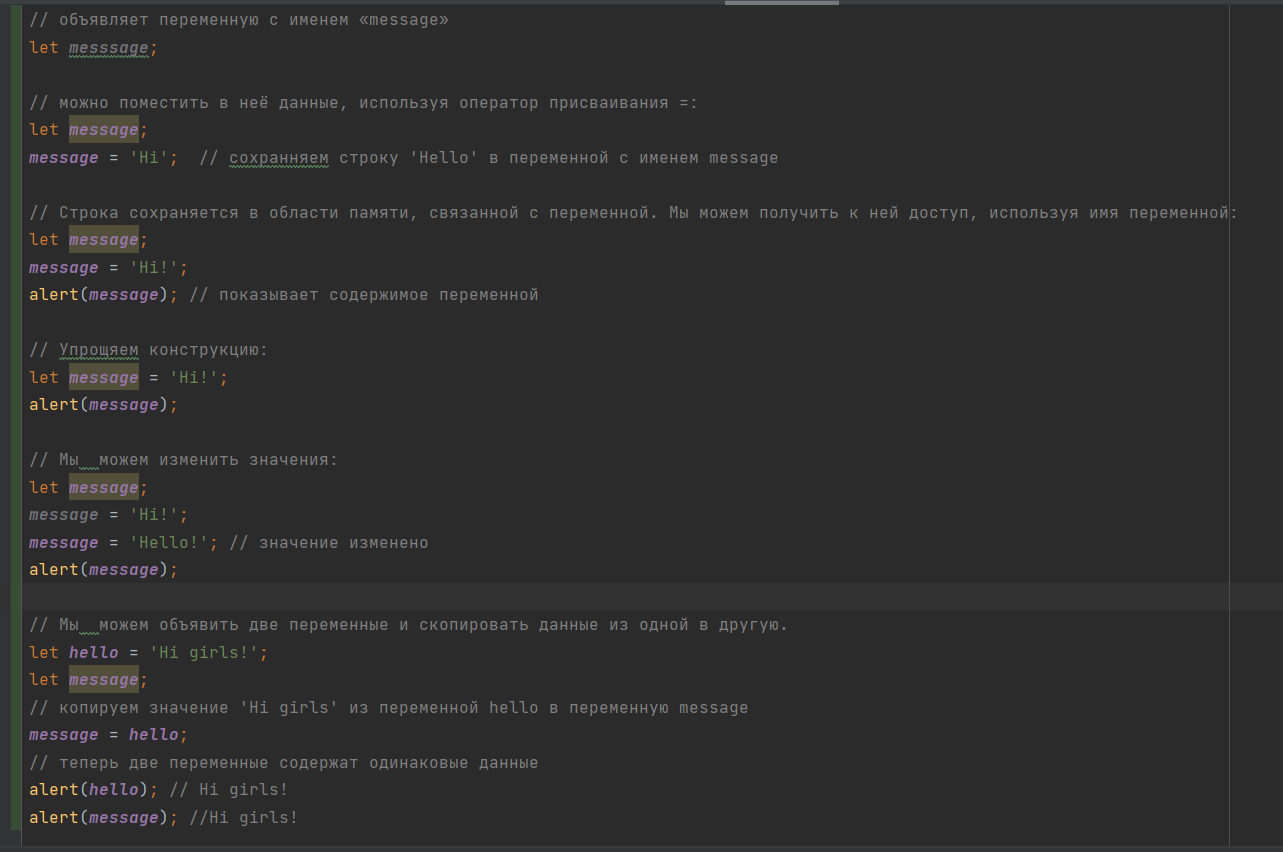 // объявляет переменную с именем «message»
let messsage;
// можно поместить в неё данные, используя оператор присваивания =:
let message;
message = 'Hi';  // сохранняем строку 'Hello' в переменной с именем message
// Строка сохраняется в области памяти, связанной с переменной. Мы можем получить к ней доступ, используя имя переменной:
let message;
message = 'Hi!';
alert(message); // показывает содержимое переменной
// Упрощяем конструкцию:
let message = 'Hi!';
alert(message);
// Мы  можем изменить значения:
let message;
message = 'Hi!';
message = 'Hello!'; // значение изменено
alert(message);
// Мы  можем объявить две переменные и скопировать данные из одной в другую.
let hello = 'Hi girls!';
let message;
// копируем значение 'Hi girls' из переменной hello в переменную message
message = hello;
// теперь две переменные содержат одинаковые данные
alert(hello); // Hi girls!
alert(message); //Hi girls!